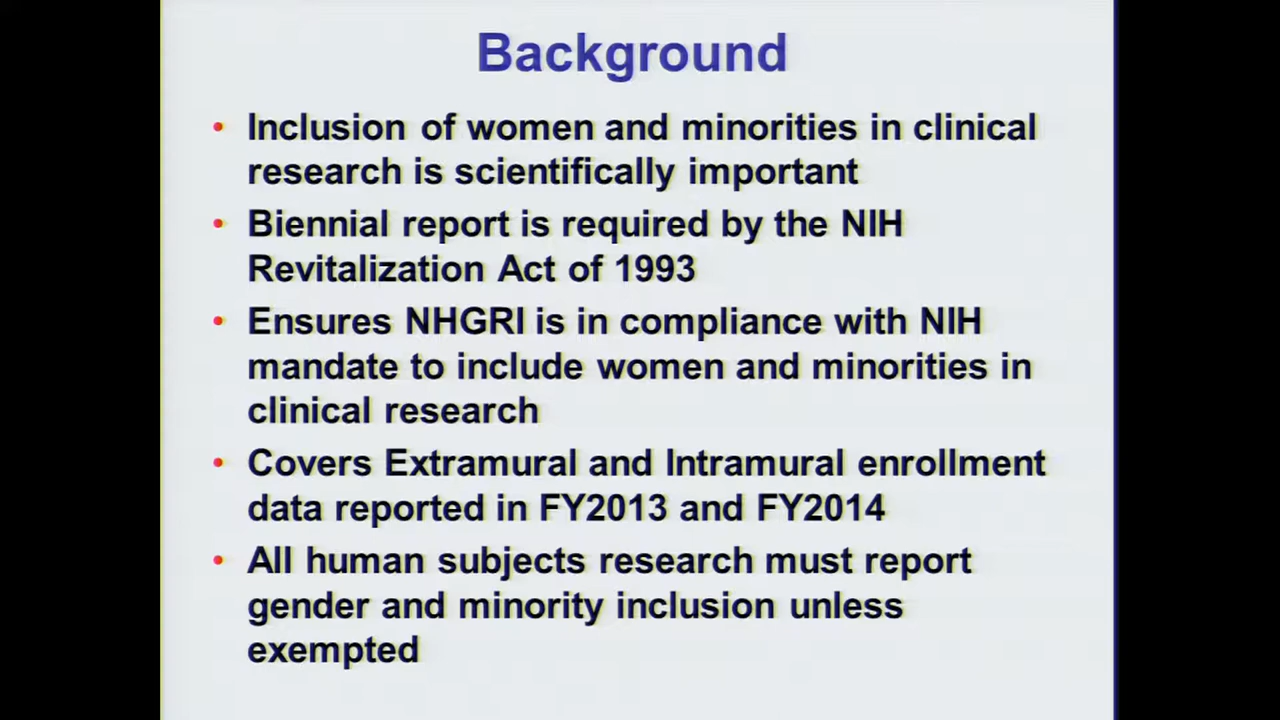 Background
• Inclusion of women and minorities in clinical
research is scientifically important
• Biennial report is required by the NIH
Revitalization Act of 1993
• Ensures NHGRI is in compliance with NIH
mandate to include women and minorities in
clinical research
• Covers Extramural and Intramural enrollment
data reported in FY2013 and FY2014
• All human subjects research must report
gender and minority inclusion unless
exempted